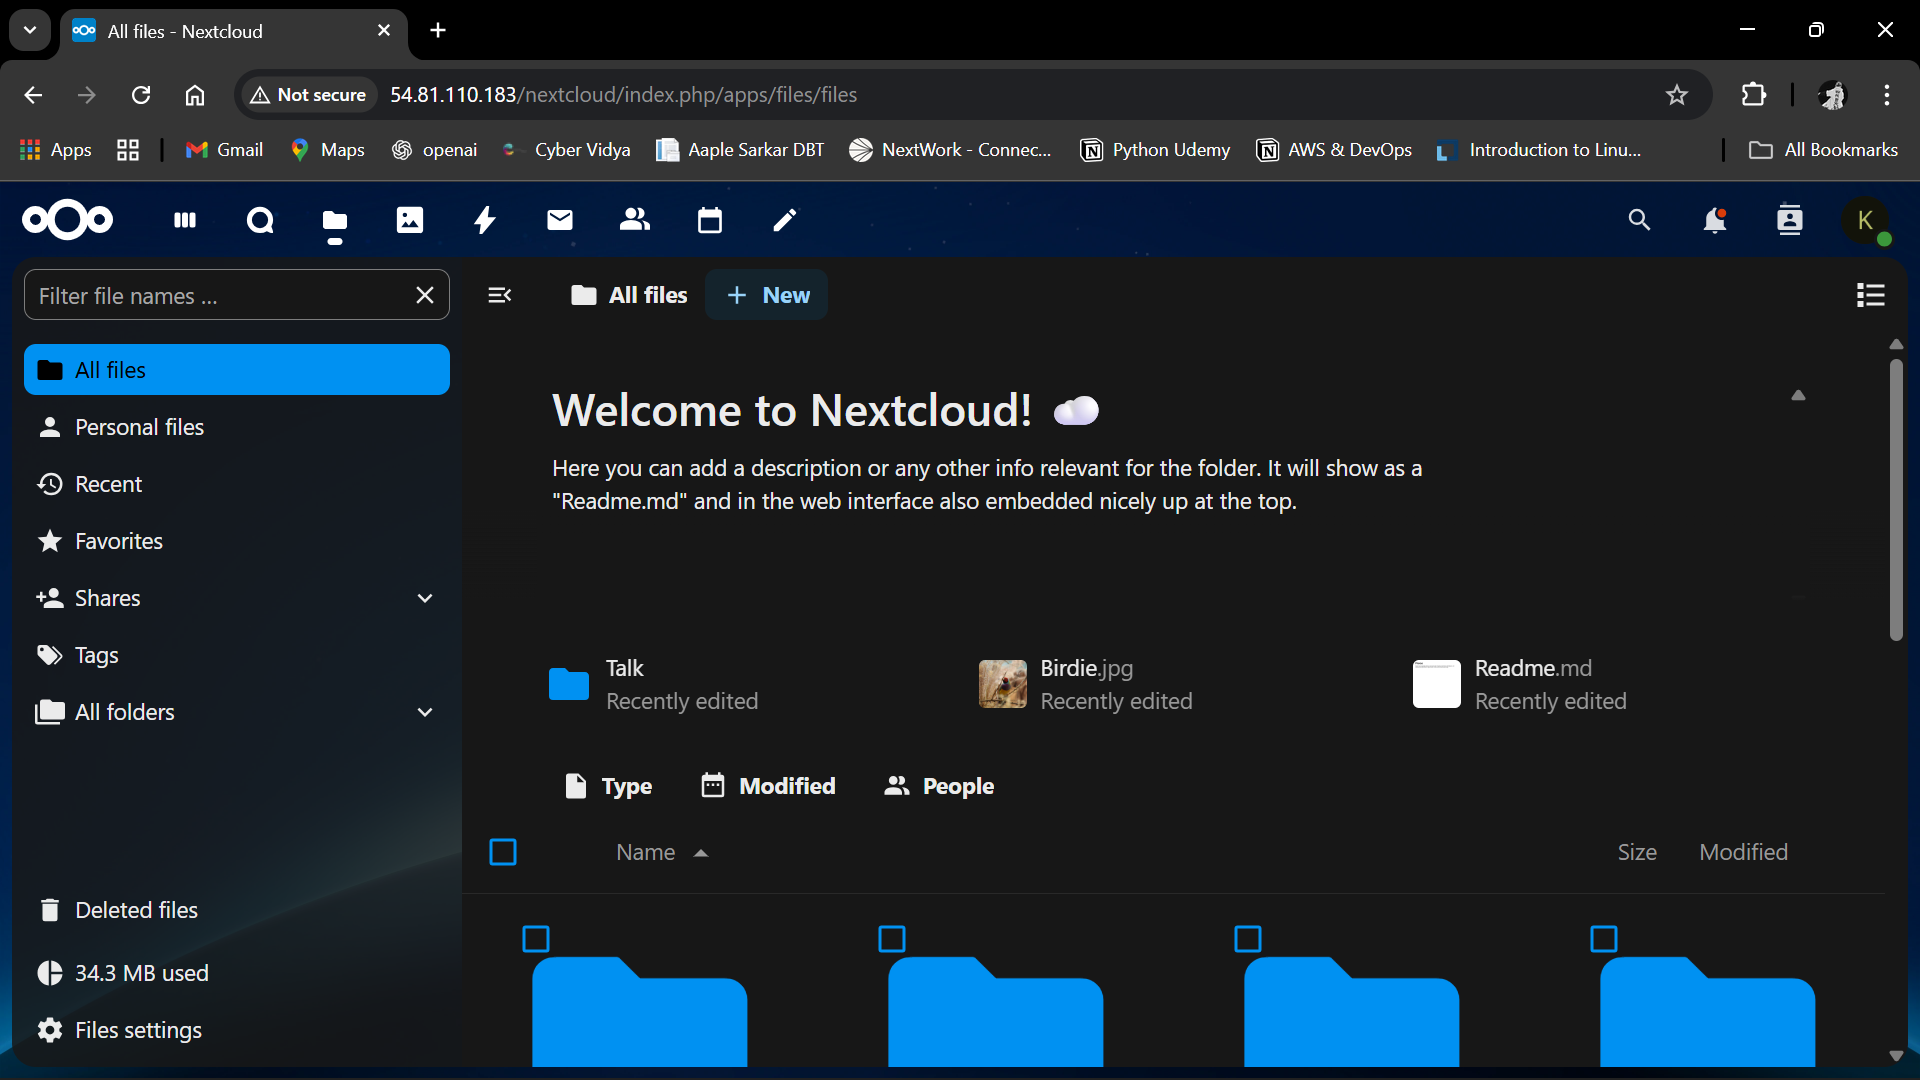 All files - Nextcloud
Not secure 54.81.110.183/nextcloud/index.php/apps/files/files
Apps Gmail Maps openai Cyber Vidya Aaple Sarkar DBT NextWork - Connec... Python Udemy AWS & DevOps Introduction to Linu... All Bookmarks
K
Filter file names ...
All files
Personal files
Recent
Favorites
Shares
Tags
All folders
Deleted files
34.3 MB used
Files settings
All files + New
Welcome to Nextcloud!
Here you can add a description or any other info relevant for the folder. It will show as a
"Readme.md" and in the web interface also embedded nicely up at the top.
Talk
Recently edited
Birdie.jpg
Recently edited
Readme.md
Recently edited
Type Modified People
Name Size Modified